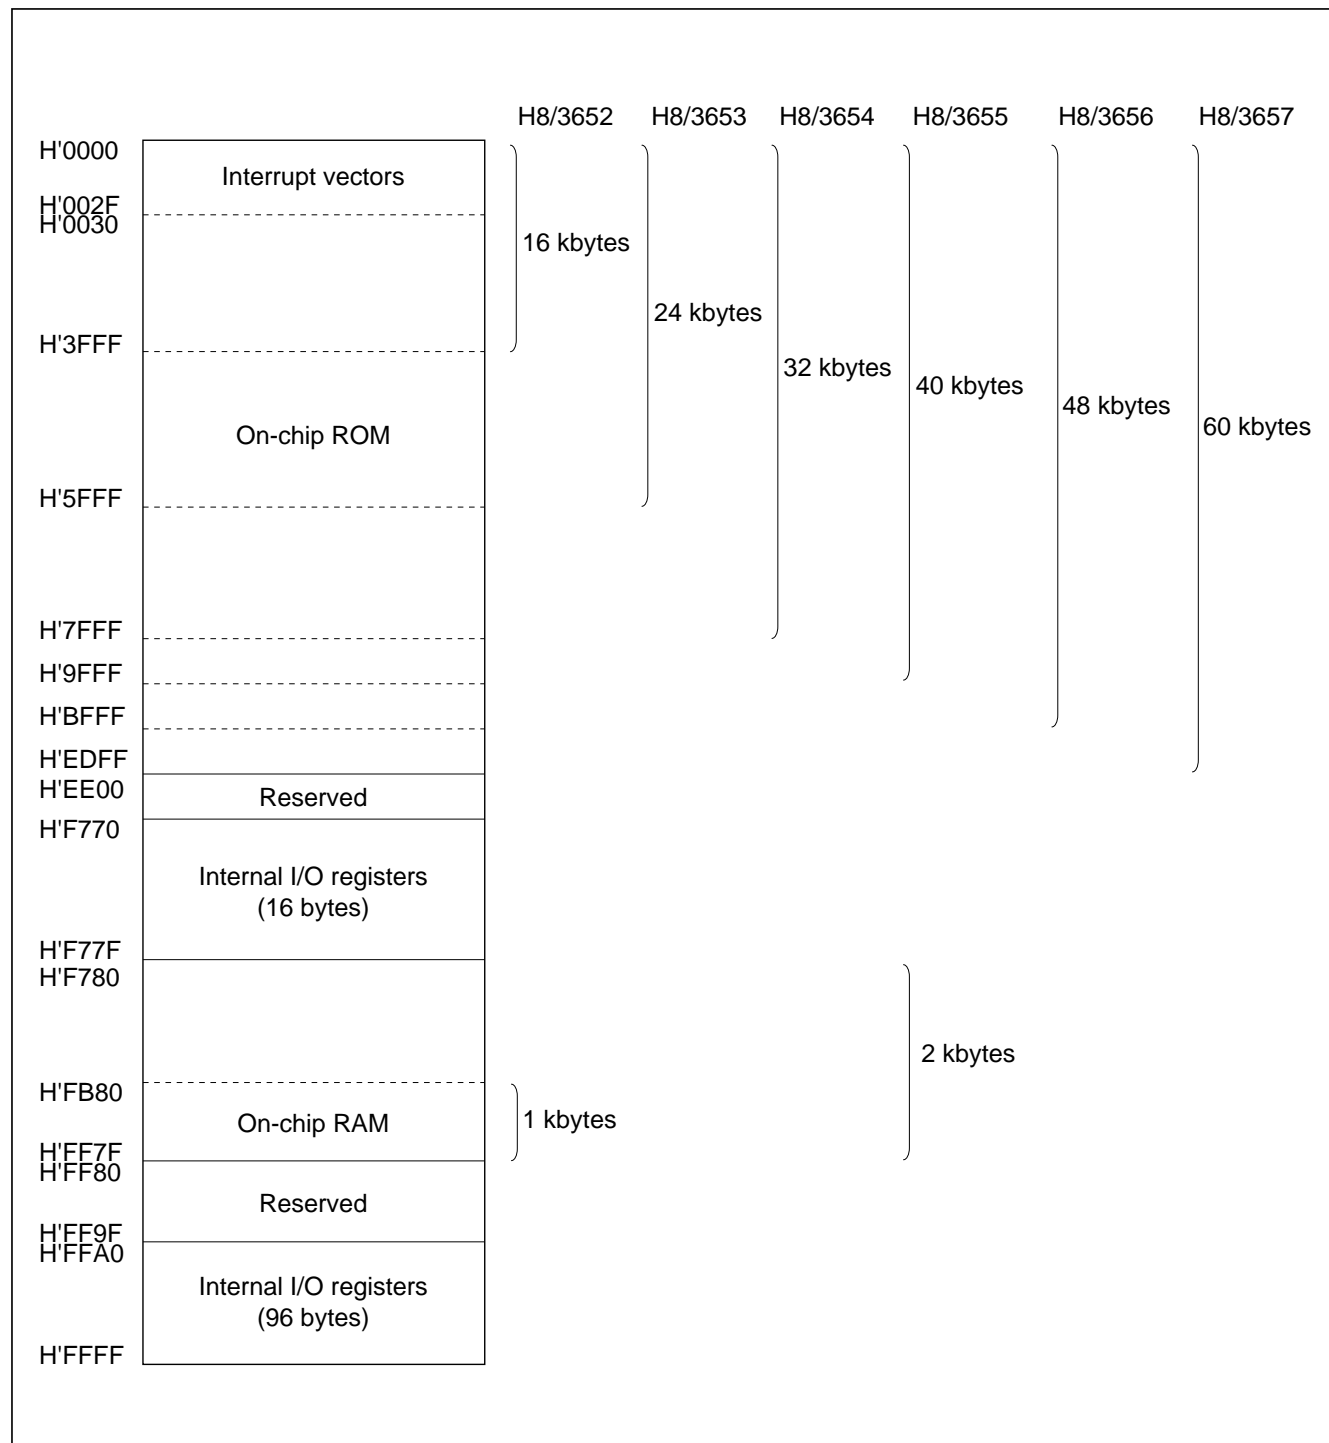 H8/3652 H8/3653 H8/3654 H8/3655 H8/3656 H8/3657
H'0000
Interrupt vectors
H'002F
H'0030
16 kbytes
24 kbytes
H'3FFF
32 kbytes
40 kbytes
48 kbytes
60 kbytes
On-chip ROM
H'5FFF
H'7FFF
H'9FFF
H'BFFF
H'EDFF
H'EE00
Reserved
H'F770
Internal I/O registers
(16 bytes)
H'F77F
H'F780
2 kbytes
H'FB80
On-chip RAM
1 kbytes
H'FF7F
H'FF80
Reserved
H'FF9F
H'FFA0
Internal I/O registers
(96 bytes)
H'FFFF